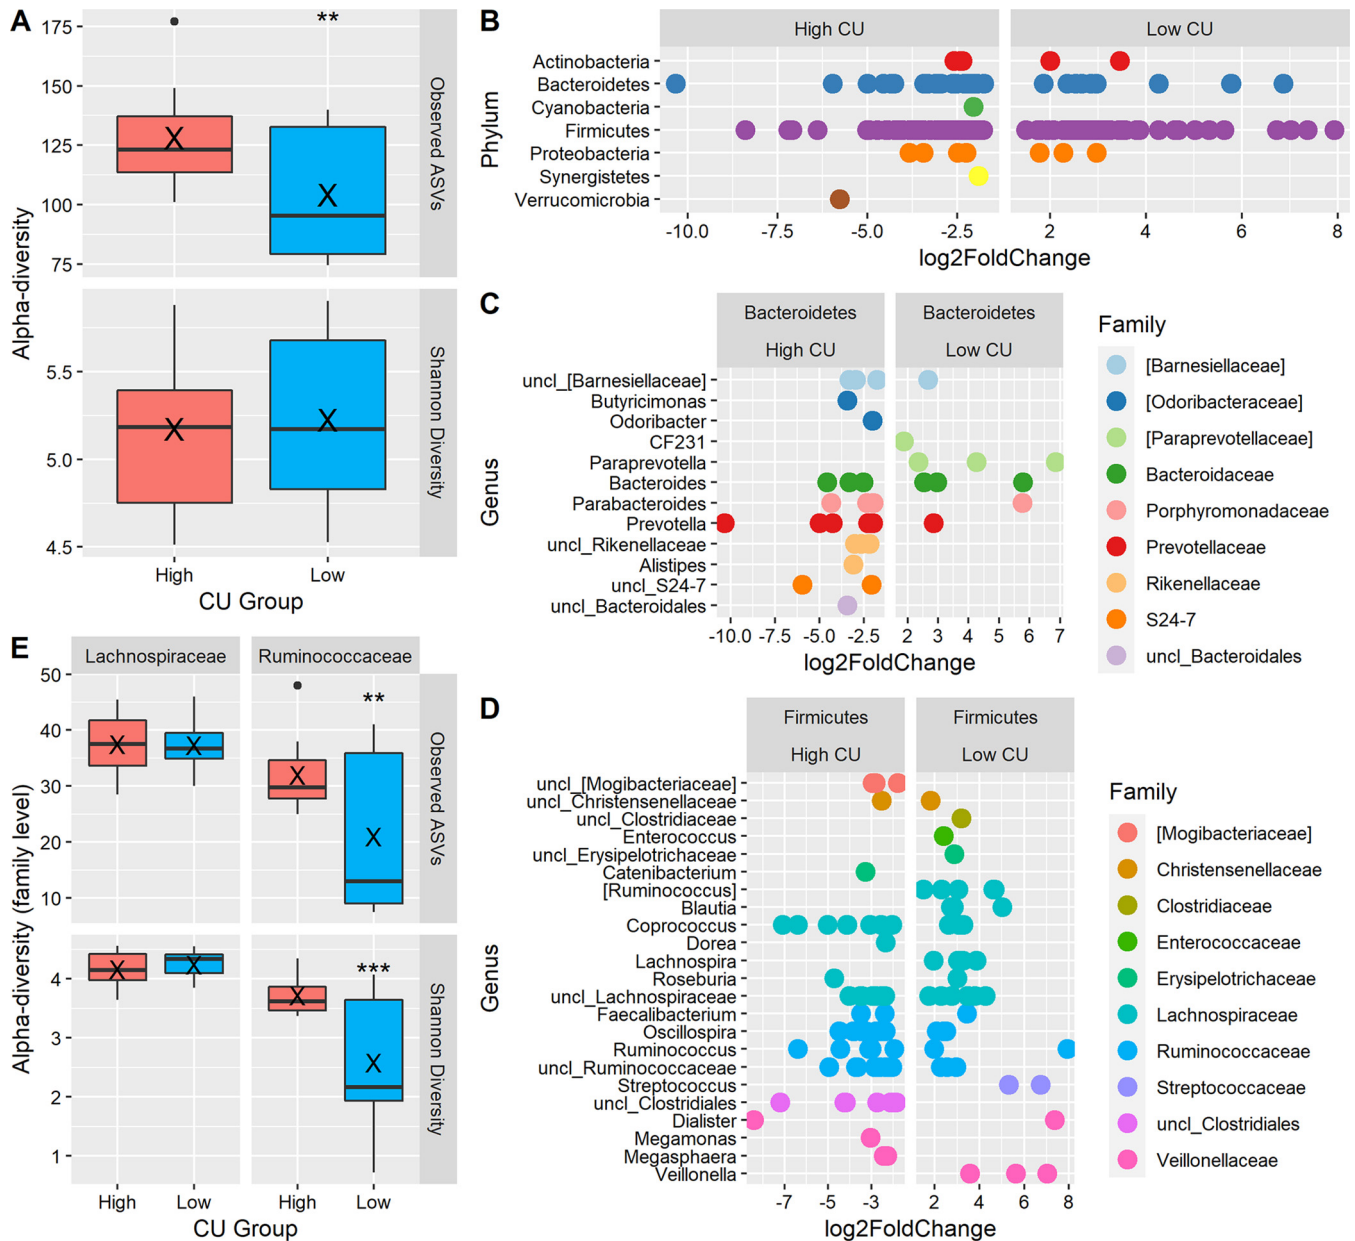 A
Alpha-diversity
175
150
125
100
75
**
Observed ASVs
5.5
5.0
4.5
Shannon Diversity
High Low
CU Group
B
High CU Low CU
Phylum
Actinobacteria
Bacteroidetes
Cyanobacteria
Firmicutes
Proteobacteria
Synergistetes
Verrucomicrobia
-10.0 -7.5 -5.0 -2.5 2 4 6 8
log2FoldChange
C
Bacteroidetes Bacteroidetes
High CU Low CU
Genus
uncl_[Barnesiellaceae]
Butyricimonas
Odoribacter
CF231
Paraprevotella
Bacteroides
Parabacteroides
Prevotella
uncl_Rikenellaceae
Alistipes
uncl_S24-7
uncl_Bacteroidales
-10.0 -7.5 -5.0 -2.5 2 3 4 5 6 7
log2FoldChange
Family
[Barnesiellaceae]
[Odoribacteraceae]
[Paraprevotellaceae]
Bacteroidaceae
Porphyromonadaceae
Prevotellaceae
Rikenellaceae
S24-7
uncl_Bacteroidales
E
Lachnospiraceae Ruminococcaceae
Alpha-diversity (family level)
50
40
30
20
10
**
Observed ASVs
4
3
2
1
***
Shannon Diversity
High Low High Low
CU Group
D
Firmicutes Firmicutes
High CU Low CU
Genus
uncl_[Mogibacteriaceae]
uncl_Christensenellaceae
uncl_Clostridiaceae
Enterococcus
uncl_Erysipelotrichaceae
Catenibacterium
[Ruminococcus]
Blautia
Coprococcus
Dorea
Lachnospira
Roseburia
uncl_Lachnospiraceae
Faecalibacterium
Oscillospira
Ruminococcus
uncl_Ruminococcaceae
Streptococcus
uncl_Clostridiales
Dialister
Megamonas
Megasphaera
Veillonella
-7 -5 -3 2 4 6 8
log2FoldChange
Family
[Mogibacteriaceae]
Christensenellaceae
Clostridiaceae
Enterococcaceae
Erysipelotrichaceae
Lachnospiraceae
Ruminococcaceae
Streptococcaceae
uncl_Clostridiales
Veillonellaceae